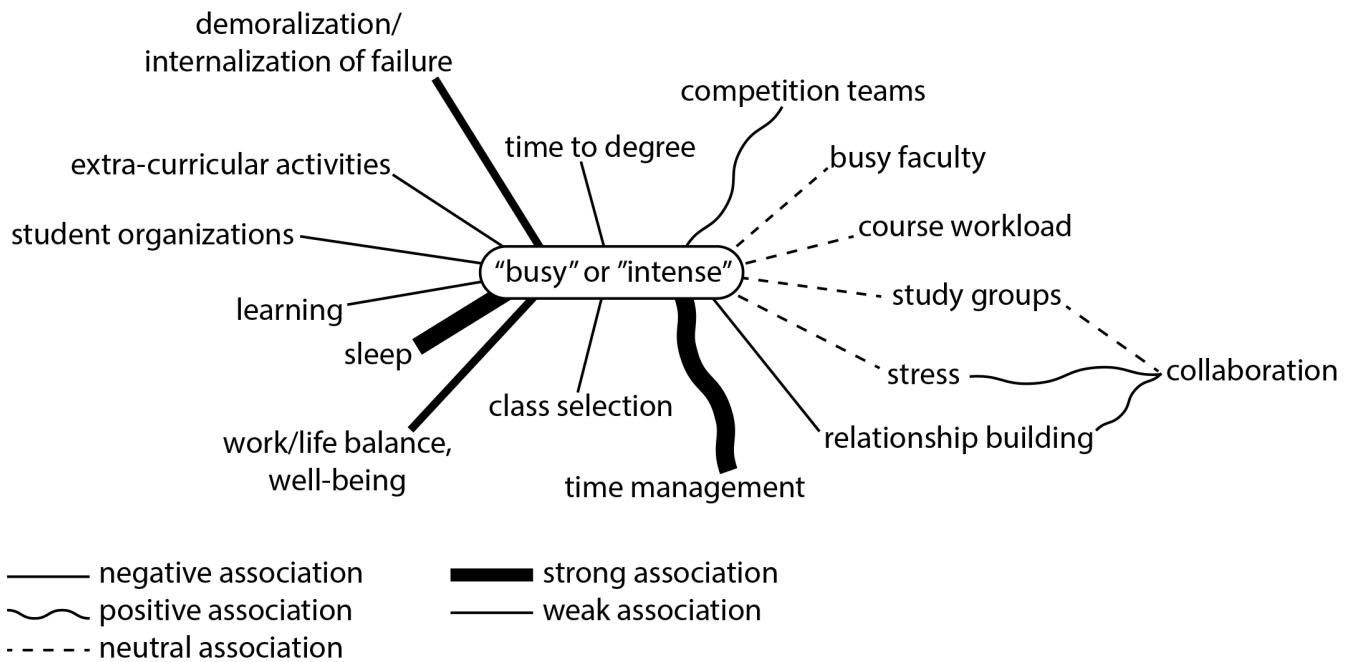 demoralization/
internalization of failure
competition teams
time to degree
busy faculty
extra-curricular activities
course workload
student organizations
“busy” or ”intense”
study groups
learning
sleep
stress
collaboration
class selection
work/life balance,
well-being
relationship building
time management
negative association
strong association
positive association
weak association
neutral association